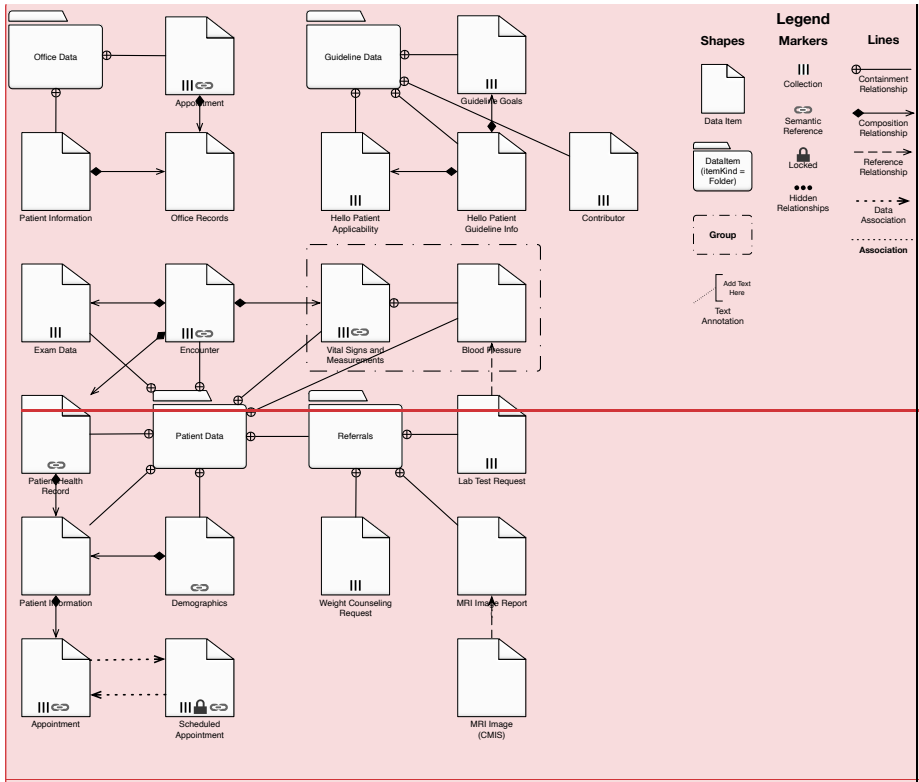 Legend
Shapes
Markers
Lines
Data Item
DataItem
(itemKind =
Folder)
Group
Add Text
Here
Text
Annotation
Collection
Semantic
Reference
Locked
Hidden
Relationships
Containment
Relationship
Composition
Relationship
Reference
Relationship
Data
Association
Association
Office Data
Appointment
Guideline Data
Guideline Goals
Patient Information
Office Records
Hello Patient
Applicability
Hello Patient
Guideline Info
Contributor
Exam Data
Encounter
Vital Signs and
Measurements
Blood Pressure
Patient Health
Record
Patient Data
Referrals
Lab Test Request
Patient Information
Demographics
Weight Counseling
Request
MRI Image Report
Appointment
Scheduled
Appointment
MRI Image
(CMIS)